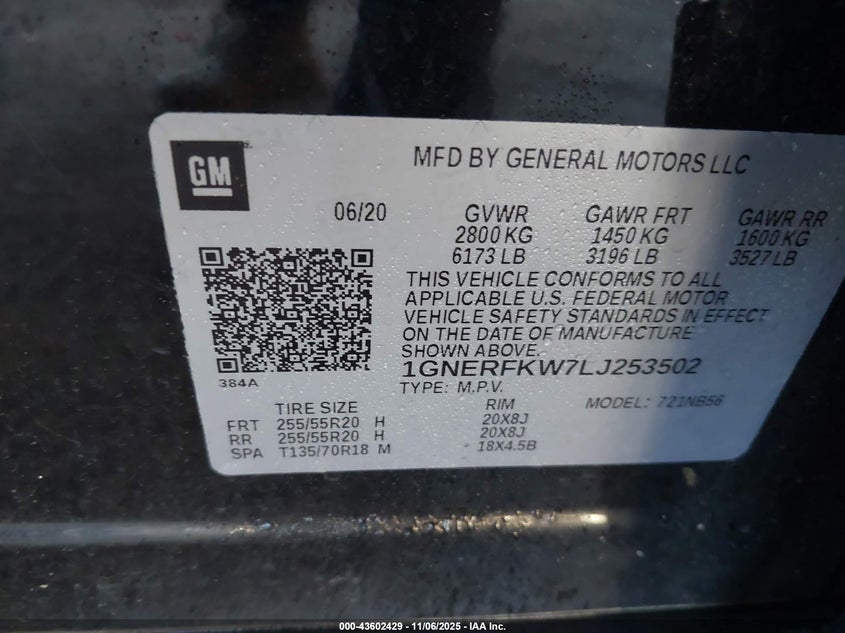 GM
MFD BY GENERAL MOTORS LLC
06/20 GVWR GAWR FRT GAWR RR
2800 KG 1450 KG 1600 KG
6173 LB 3196 LB 3527 LB
THIS VEHICLE CONFORMS TO ALL
APPLICABLE U.S. FEDERAL MOTOR
VEHICLE SAFETY STANDARDS IN EFFECT
ON THE DATE OF MANUFACTURE
SHOWN ABOVE.
1GNERFKW7LJ253502
384A
TYPE: M.P.V. MODEL: 721NB56
TIRE SIZE RIM
FRT 255/55R20 H 20X8J
RR 255/55R20 H 20X8J
SPA T135/70R18 M 18X4.5B
000-43602429 - 11/06/2025 - IAA Inc.